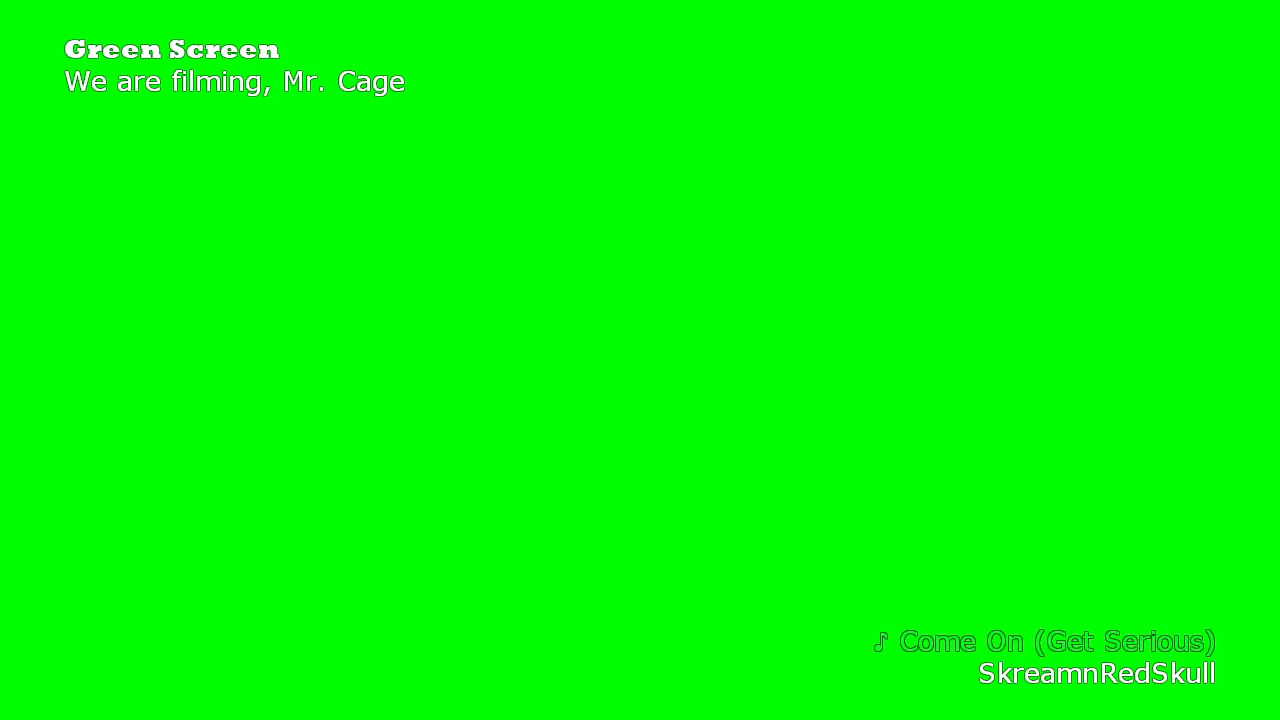 Green Screen
We are filming, Mr. Cage
♪ Come On (Get Serious)
SkreamnRedSkull